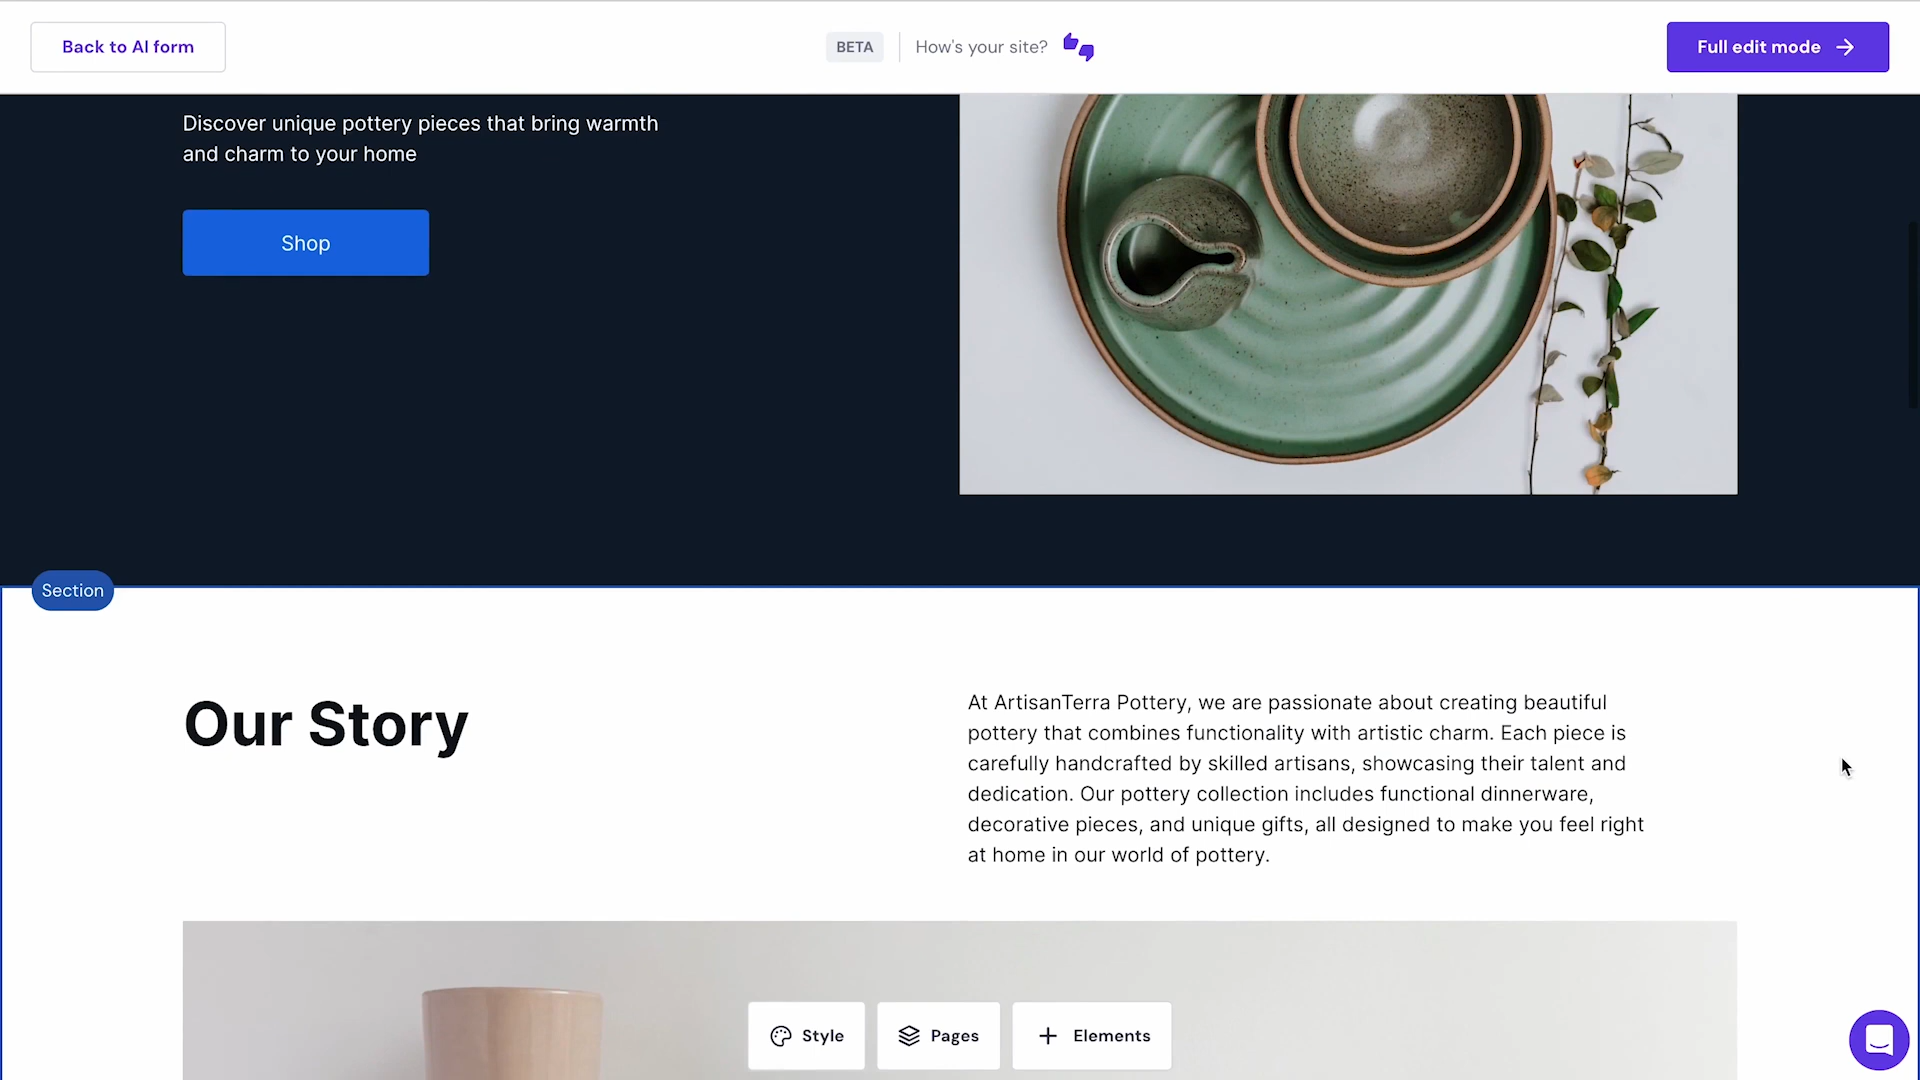 Back to AI form
BETA
How's your site?
Full edit mode
Discover unique pottery pieces that bring warmth
and charm to your home
Shop
Section
Our Story
At ArtisanTerra Pottery, we are passionate about creating beautiful
pottery that combines functionality with artistic charm. Each piece is
carefully handcrafted by skilled artisans, showcasing their talent and
dedication. Our pottery collection includes functional dinnerware,
decorative pieces, and unique gifts, all designed to make you feel right
at home in our world of pottery.
Style
Pages
Elements